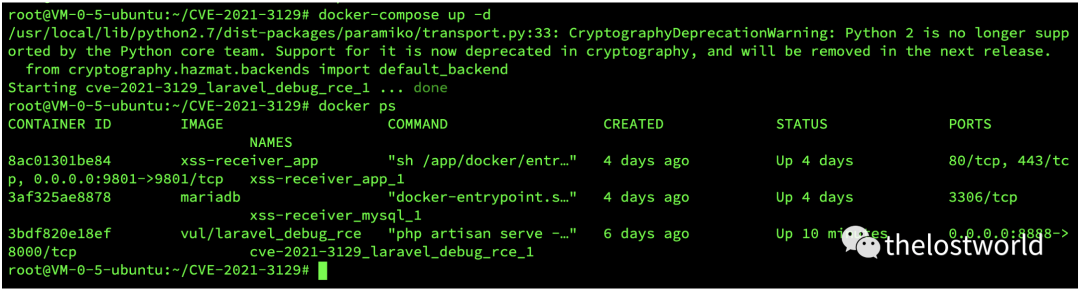 root@VM-0-5-ubuntu:~/CVE-2021-3129# docker-compose up -d
/usr/local/lib/python2.7/dist-packages/paramiko/transport.py:33: CryptographyDeprecationWarning: Python 2 is no longer supp
orted by the Python core team. Support for it is now deprecated in cryptography, and will be removed in the next release.
  from cryptography.hazmat.backends import default_backend
Starting cve-2021-3129_laravel_debug_rce_1 ... done
root@VM-0-5-ubuntu:~/CVE-2021-3129# docker ps
CONTAINER ID        IMAGE                   COMMAND                  CREATED             STATUS              PORTS
                            NAMES
8ac01301be84        xss-receiver_app        "sh /app/docker/entr…"   4 days ago          Up 4 days           80/tcp, 443/tc
p, 0.0.0.0:9801->9801/tcp   xss-receiver_app_1
3af325ae8878        mariadb                 "docker-entrypoint.s…"   4 days ago          Up 4 days           3306/tcp
                            xss-receiver_mysql_1
3bdf820e18ef        vul/laravel_debug_rce   "php artisan serve -…"   6 days ago          Up 10 minutes       0.0.0.0:8888->
8000/tcp                    cve-2021-3129_laravel_debug_rce_1
root@VM-0-5-ubuntu:~/CVE-2021-3129#
thelostworld